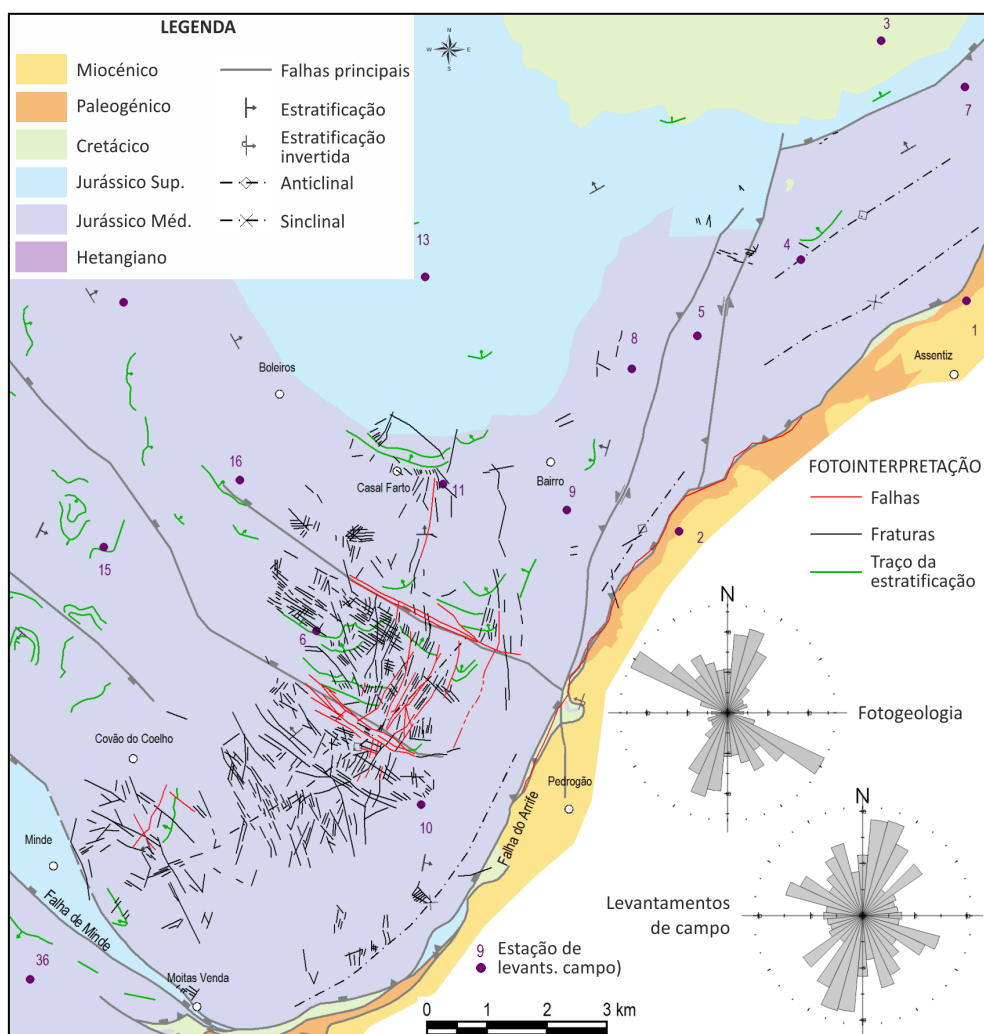 LEGENDA
Miocénico
Paleogénico
Cretácico
Jurássico Sup.
Jurássico Méd.
Hetangiano
Falhas principais
Estratificação
Estratificação
invertida
Anticlinal
Sinclinal
N
W E
S
3
7
13
4
5
8
1
Assentiz
Boleiros
16
Casal Farto
11
Bairro
9
2
15
6
FOTOINTERPRETAÇÃO
Falhas
Fraturas
Traço da
estratificação
N
Fotogeologia
Covão do Coelho
Pedrogão
10
Falha do Arrife
Minde
Falha de Minde
N
Levantamentos
de campo
36
Moitas Venda
9 Estação de
levants. campo)
0 1 2 3 km